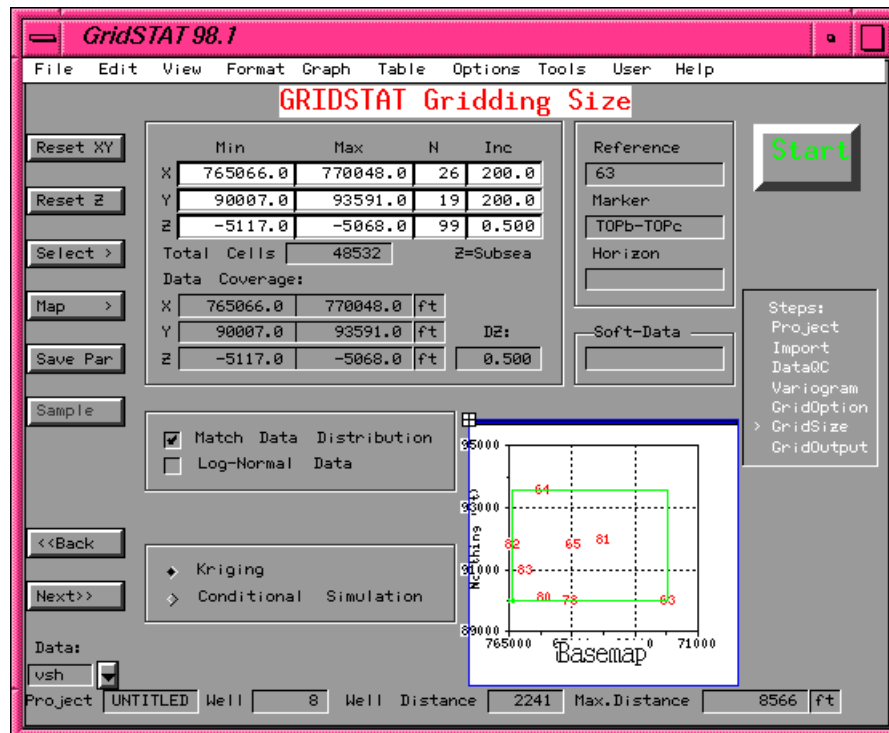 GridSTAT 98.1
File Edit View Format Graph Table Options Tools User Help
GRIDSTAT Gridding Size
Reset XY
Reset Z
Select >
Map >
Save Par
Sample
<<Back
Next>>
Data:
vsh
Min Max N Inc
X 765066.0 770048.0 26 200.0
Y 90007.0 93591.0 19 200.0
Z -5117.0 -5068.0 99 0.500
Total Cells 48532 Z=Subsea
Data Coverage:
X 765066.0 770048.0 ft
Y 90007.0 93591.0 ft DZ:
Z -5117.0 -5068.0 ft 0.500
Reference
63
Marker
TOPb-TOPc
Horizon
Soft-Data
Start
Steps:
Project
Import
DataQC
Variogram
GridOption
> GridSize
GridOutput
Match Data Distribution
Log-Normal Data
Kriging
Conditional Simulation
95000
64
93000
82 65 81
91000 83
80 63
89000
765000 71000
Basemap
Project UNTITLED Well 8 Well Distance 2241 Max.Distance 8566 ft